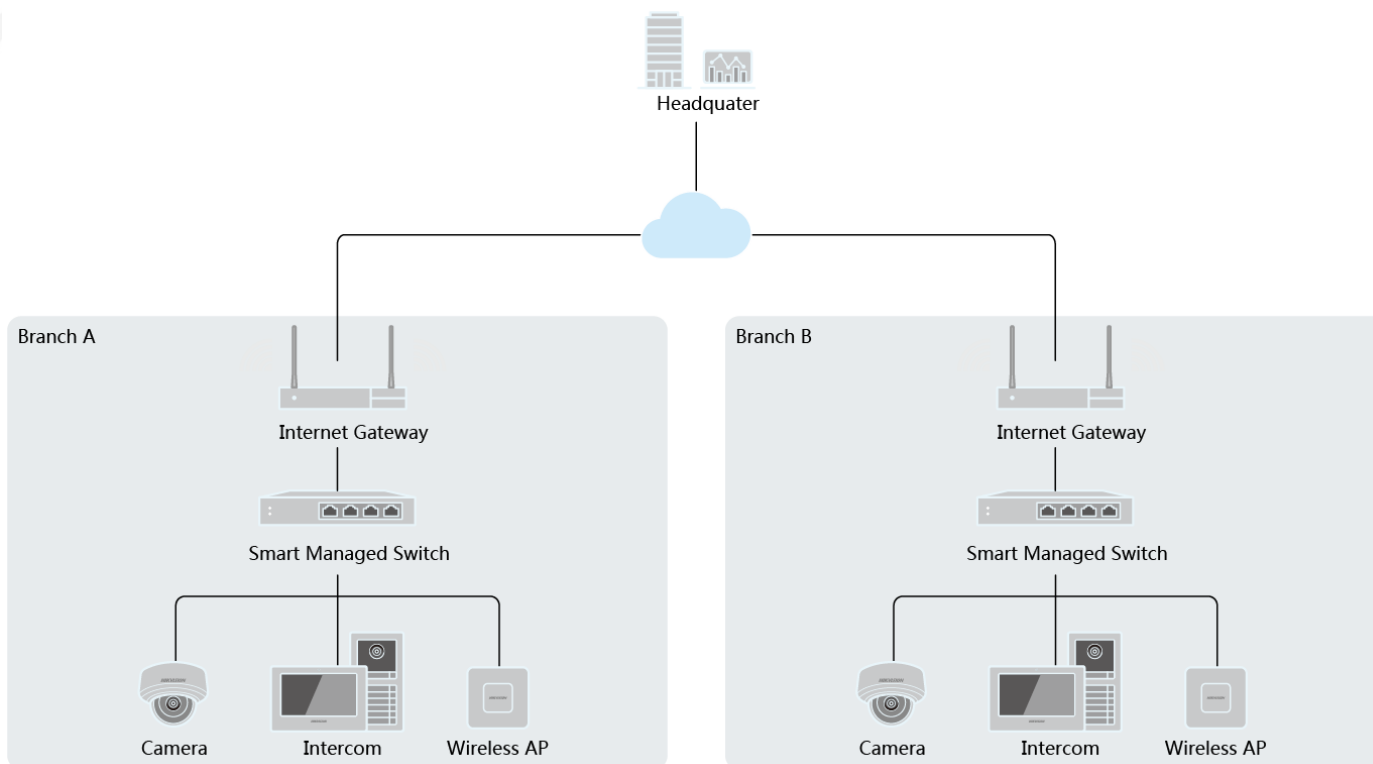 Headquater
Branch A
Branch B
Internet Gateway
Internet Gateway
Smart Managed Switch
Smart Managed Switch
Camera
Intercom
Wireless AP
Camera
Intercom
Wireless AP